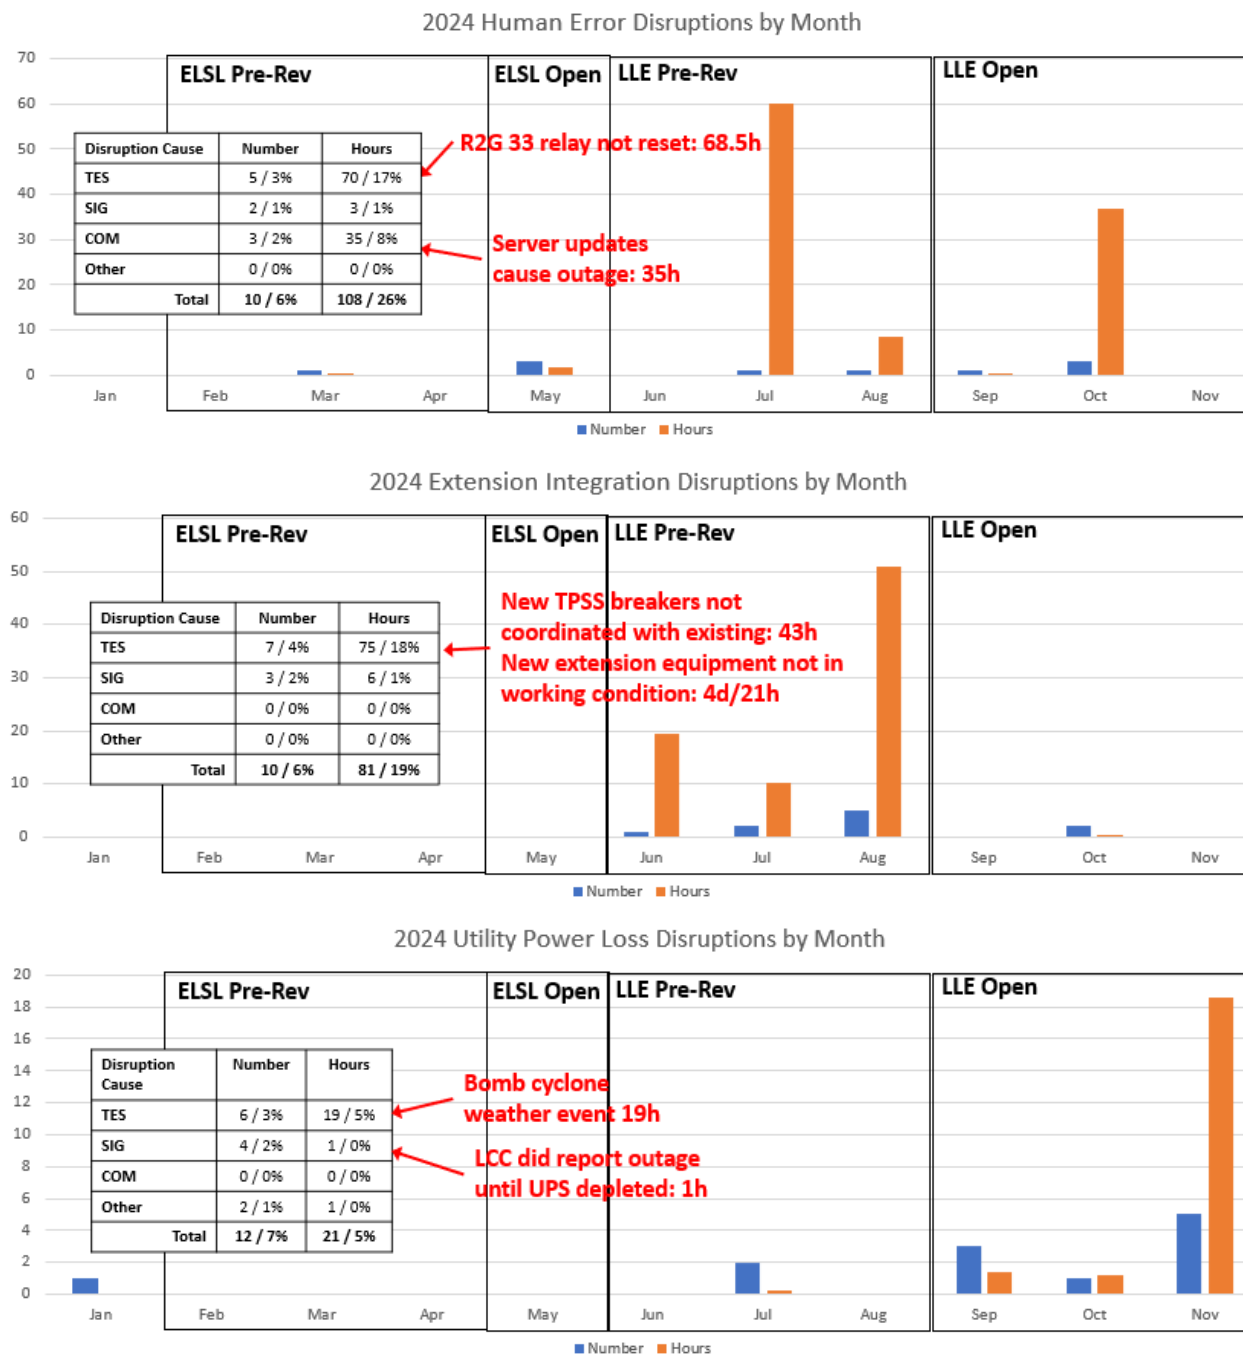 2024 Human Error Disruptions by Month
70
60
50
40
30
20
10
0
ELSL Pre-Rev
ELSL Open
LLE Pre-Rev
LLE Open
Disruption Cause Number Hours
TES 5 / 3% 70 / 17%
SIG 2 / 1% 3 / 1%
COM 3 / 2% 35 / 8%
Other 0 / 0% 0 / 0%
Total 10 / 6% 108 / 26%
R2G 33 relay not reset: 68.5h
Server updates
cause outage: 35h
Jan Feb Mar Apr May Jun Jul Aug Sep Oct Nov
Number Hours
2024 Extension Integration Disruptions by Month
60
50
40
30
20
10
0
ELSL Pre-Rev
ELSL Open
LLE Pre-Rev
LLE Open
Disruption Cause Number Hours
TES 7 / 4% 75 / 18%
SIG 3 / 2% 6 / 1%
COM 0 / 0% 0 / 0%
Other 0 / 0% 0 / 0%
Total 10 / 6% 81 / 19%
New TPSS breakers not
coordinated with existing: 43h
New extension equipment not in
working condition: 4d/21h
Jan Feb Mar Apr May Jun Jul Aug Sep Oct Nov
Number Hours
2024 Utility Power Loss Disruptions by Month
20
18
16
14
12
10
8
6
4
2
0
ELSL Pre-Rev
ELSL Open
LLE Pre-Rev
LLE Open
Disruption Number Hours
Cause
TES 6 / 3% 19 / 5%
SIG 4 / 2% 1 / 0%
COM 0 / 0% 0 / 0%
Other 2 / 1% 1 / 0%
Total 12 / 7% 21 / 5%
Bomb cyclone
weather event 19h
LCC did report outage
until UPS depleted: 1h
Jan Feb Mar Apr May Jun Jul Aug Sep Oct Nov
Number Hours